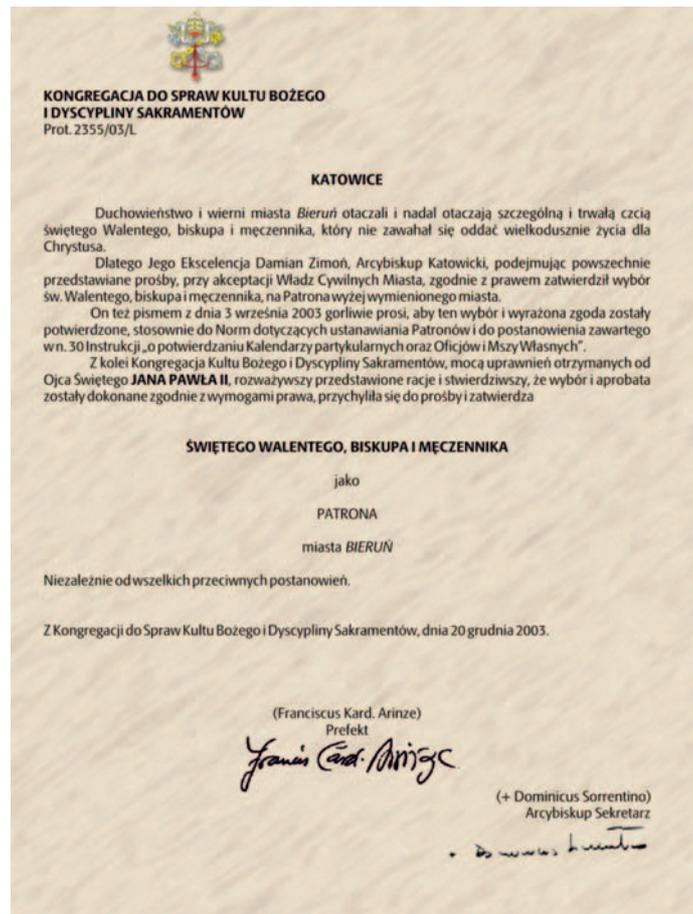 KONGREGACJA DO SPRAW KULTU BOŻEGO
I DYSCYPLINY SAKRAMENTÓW
Prot. 2355/03/L
KATOWICE
Duchowieństwo i wierni miasta Bieruń otaczali i nadal otaczają szczególną i trwałą czcią
świętego Walentego, biskupa i męczennika, który nie zawahał się oddać wielkodusznie życia dla
Chrystusa.
Dlatego Jego Ekscelencja Damian Zimoń, Arcybiskup Katowicki, podejmując powszechnie
przedstawiane prośby, przy akceptacji Władz Cywilnych Miasta, zgodnie z prawem zatwierdził wybór
św. Walentego, biskupa i męczennika, na Patrona wyżej wymienionego miasta.
On też pismem z dnia 3 września 2003 gorliwie prosi, aby ten wybór i wyrażona zgoda zostały
potwierdzone, stosownie do Norm dotyczących ustanawiania Patronów i do postanowienia zawartego
w n. 30 Instrukcji „o potwierdzaniu Kalendarzy partykularnych oraz Oficjów i Mszy Własnych”.
Z kolei Kongregacja Kultu Bożego i Dyscypliny Sakramentów, mocą uprawnień otrzymanych od
Ojca Świętego JANA PAWŁA II, rozważywszy przedstawione racje i stwierdziwszy, że wybór i aprobata
zostały dokonane zgodnie z wymogami prawa, przychyliła się do prośby i zatwierdza
ŚWIĘTEGO WALENTEGO, BISKUPA I MĘCZENNIKA
jako
PATRONA
miasta BIERUŃ
Niezależnie od wszelkich przeciwnych postanowień.
Z Kongregacji do Spraw Kultu Bożego i Dyscypliny Sakramentów, dnia 20 grudnia 2003.
(Franciscus Kard. Arinze)
Prefekt
Francis Card. Arinze
(+ Dominicus Sorrentino)
Arcybiskup Sekretarz